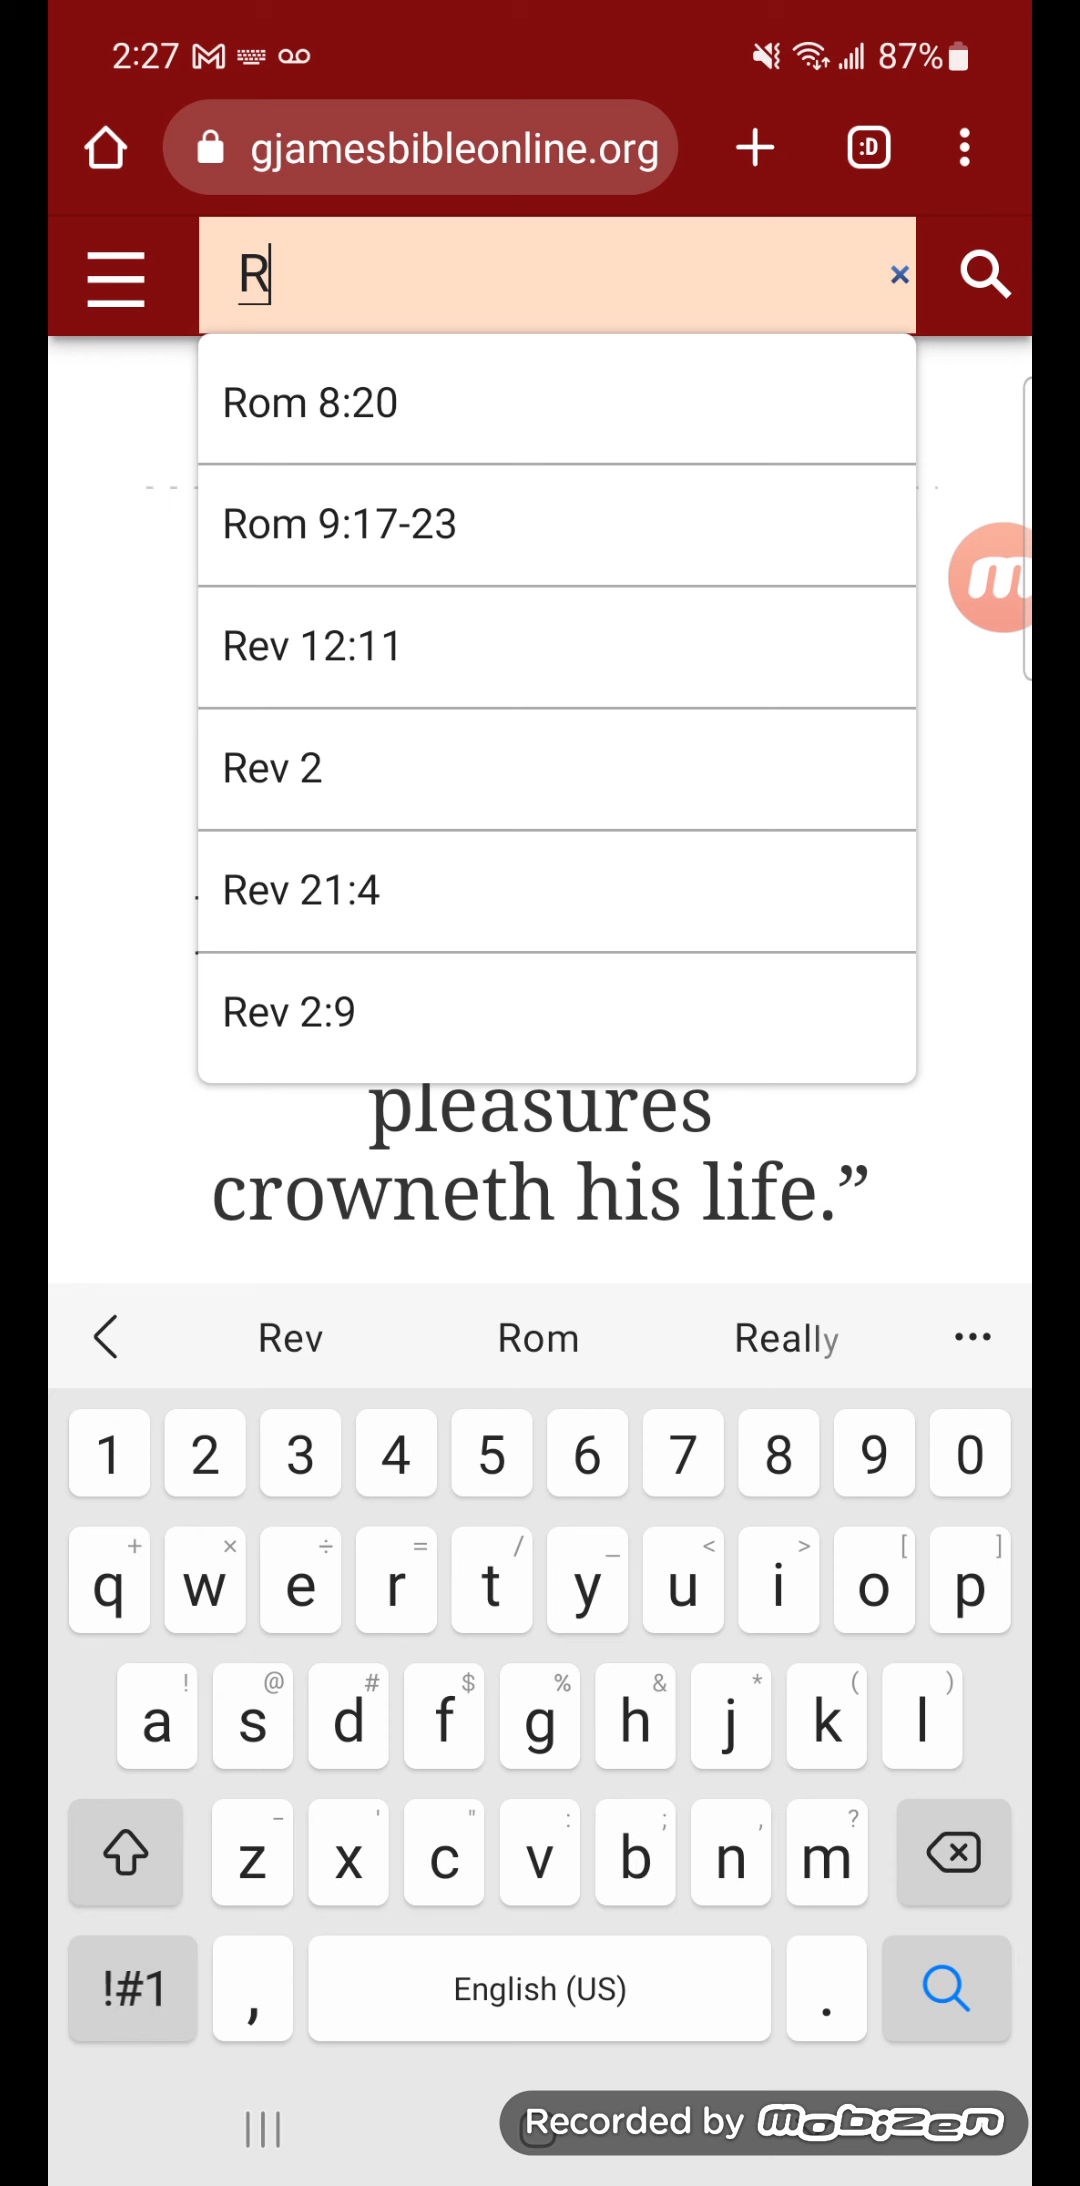 2:27 87%
gjamesbibleonline.org :D
R ×
Rom 8:20
Rom 9:17-23
Rev 12:11
Rev 2
Rev 21:4
Rev 2:9
pleasures
crowneth his life.”
Rev Rom Really
1 2 3 4 5 6 7 8 9 0
+ × ÷ = / _ < > [ ]
q w e r t y u i o p
! @ # $ % & * ( )
a s d f g h j k l
- ' " : ; , ?
z x c v b n m
!#1 , English (US) .
Recorded by mobizen